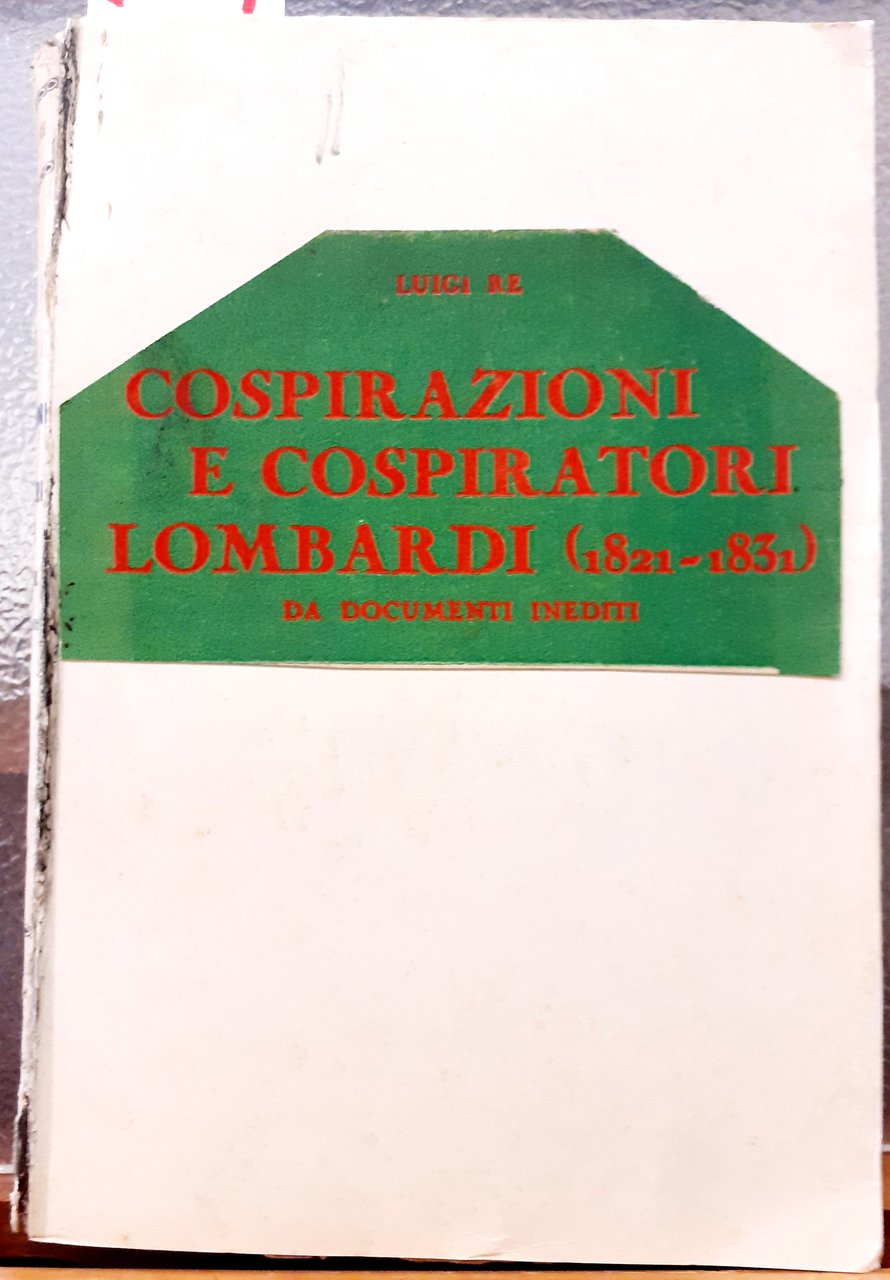 LUIGI RE
COSPIRAZIONI
E COSPIRATORI
LOMBARDI (1821-1831)
DA DOCUMENTI INEDITI